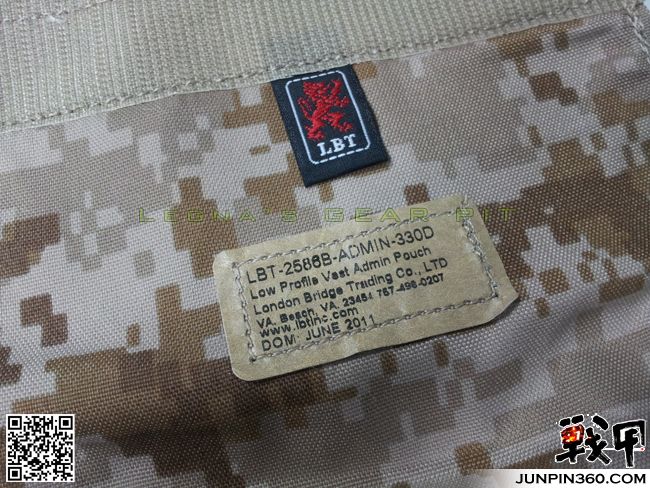 LBT
LEGNA'S GEAR PIT
LBT-2586B-ADMIN-330D
Low Profile Vest Admin Pouch
London Bridge Trading Co., LTD
VA. Beach, VA. 23454 757-498-0207
www.lbtinc.com
DOM: JUNE 2011
戰甲
JUNPIN360.COM